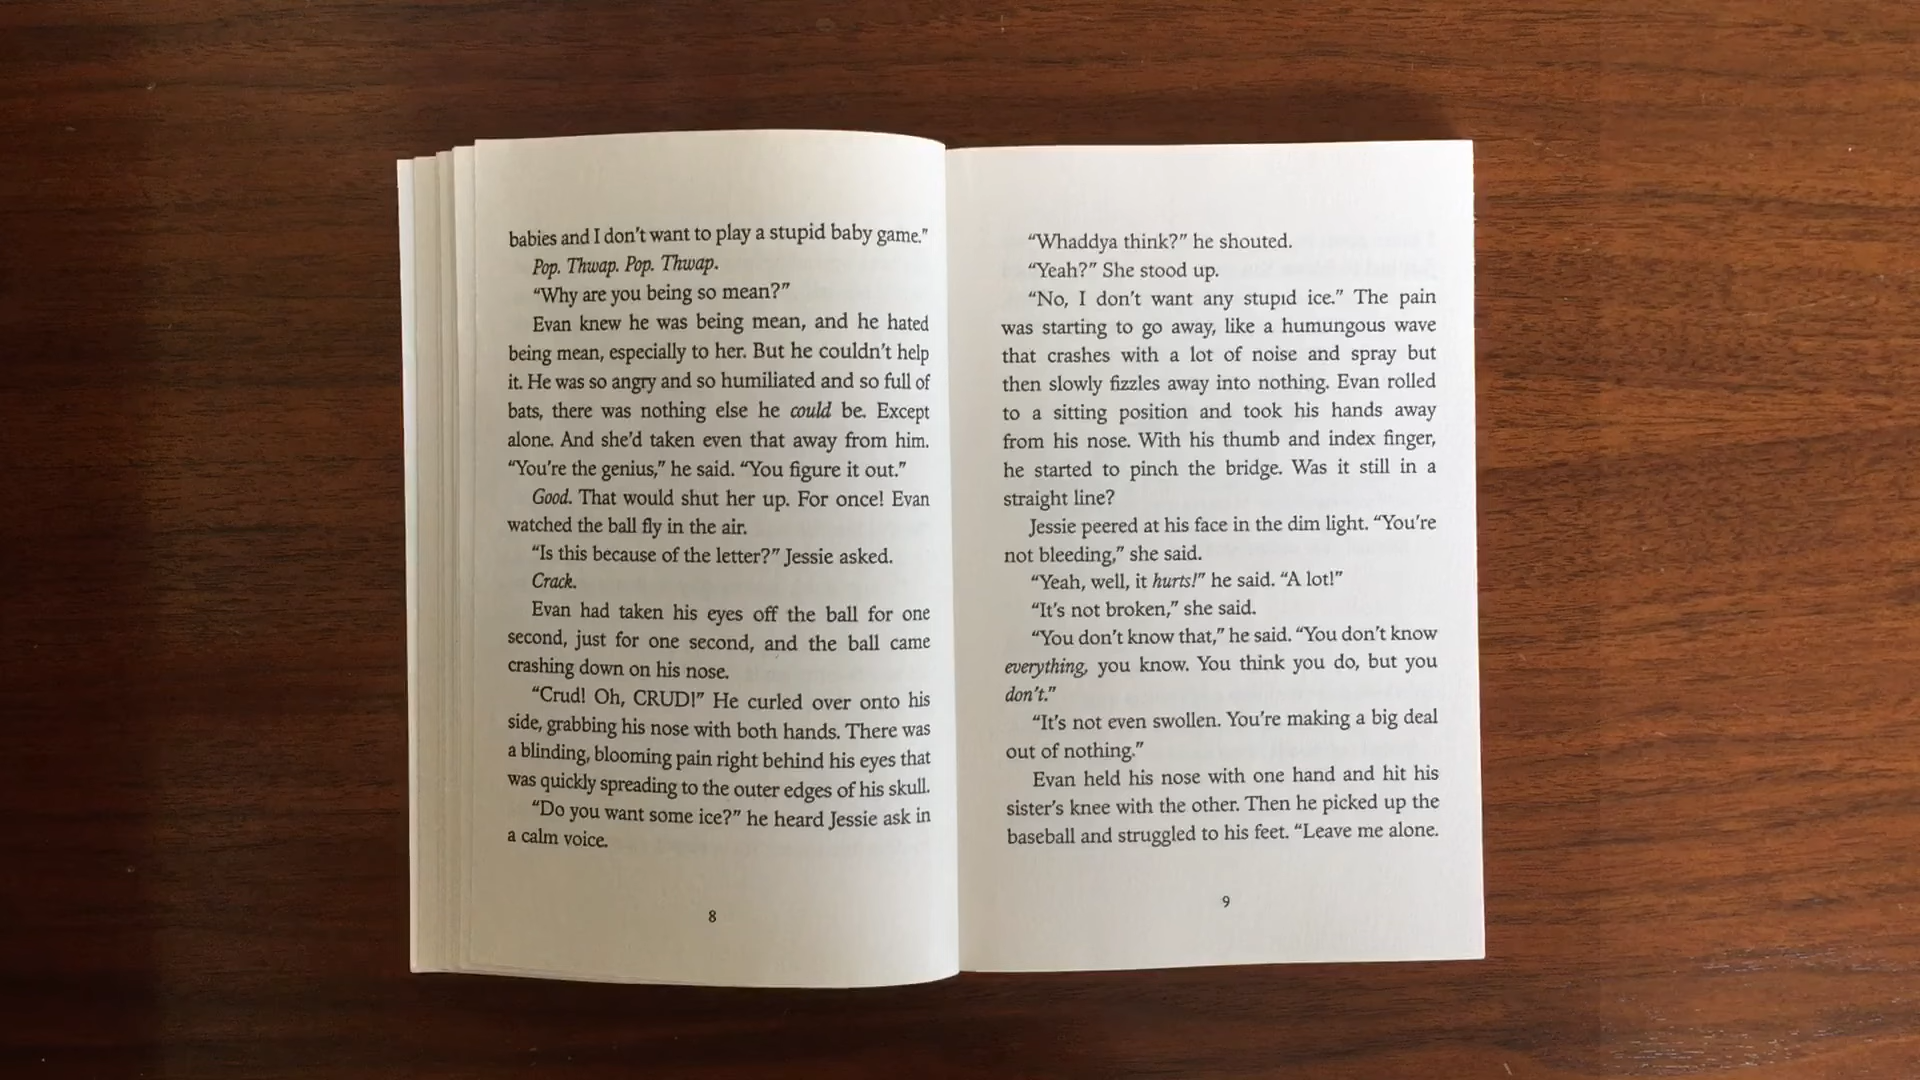 babies and I don't want to play a stupid baby game."
Pop. Thwap. Pop. Thwap.
"Why are you being so mean?"
Evan knew he was being mean, and he hated
being mean, especially to her. But he couldn't help
it. He was so angry and so humiliated and so full of
bats, there was nothing else he could be. Except
alone. And she'd taken even that away from him.
"You're the genius," he said. "You figure it out."
Good. That would shut her up. For once! Evan
watched the ball fly in the air.
"Is this because of the letter?" Jessie asked.
Crack.
Evan had taken his eyes off the ball for one
second, just for one second, and the ball came
crashing down on his nose.
"Crud! Oh, CRUD!" He curled over onto his
side, grabbing his nose with both hands. There was
a blinding, blooming pain right behind his eyes that
was quickly spreading to the outer edges of his skull.
"Do you want some ice?" he heard Jessie ask in
a calm voice.
8
"Whaddya think?" he shouted.
"Yeah?" She stood up.
"No, I don't want any stupid ice." The pain
was starting to go away, like a humungous wave
that crashes with a lot of noise and spray but
then slowly fizzles away into nothing. Evan rolled
to a sitting position and took his hands away
from his nose. With his thumb and index finger,
he started to pinch the bridge. Was it still in a
straight line?
Jessie peered at his face in the dim light. "You're
not bleeding," she said.
"Yeah, well, it hurts!" he said. "A lot!"
"It's not broken," she said.
"You don't know that," he said. "You don't know
everything, you know. You think you do, but you
don't."
"It's not even swollen. You're making a big deal
out of nothing."
Evan held his nose with one hand and hit his
sister's knee with the other. Then he picked up the
baseball and struggled to his feet. "Leave me alone.
9